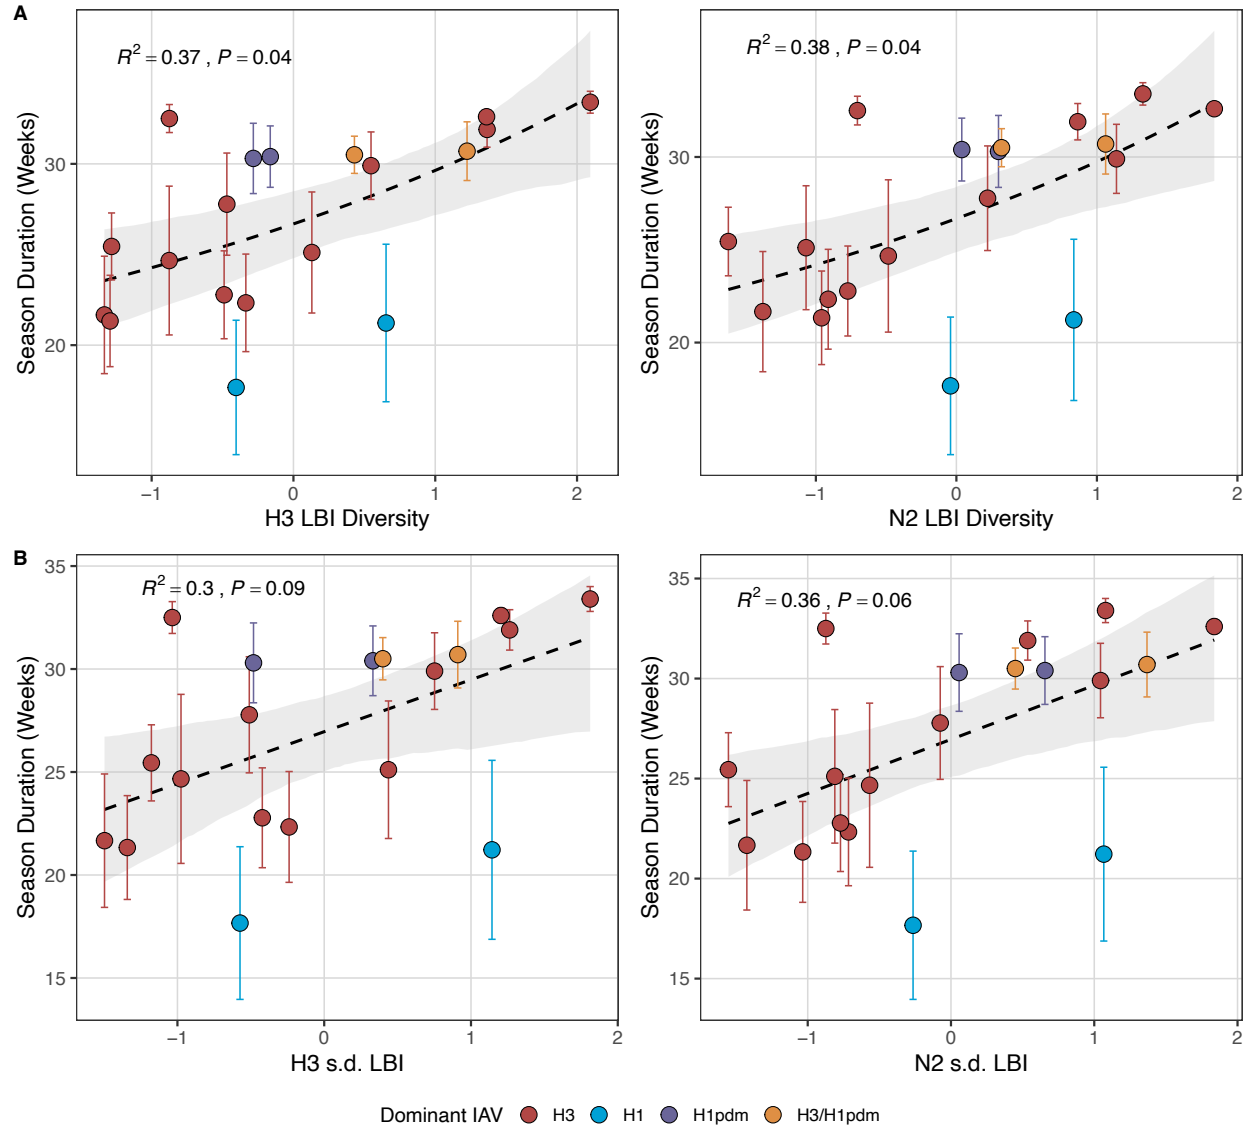 A
R² = 0.37 , P = 0.04
Season Duration (Weeks)
30
20
−1
0
1
2
H3 LBI Diversity
R² = 0.38 , P = 0.04
Season Duration (Weeks)
30
20
−1
0
1
2
N2 LBI Diversity
B
R² = 0.3 , P = 0.09
Season Duration (Weeks)
35
30
25
20
15
−1
0
1
2
H3 s.d. LBI
R² = 0.36 , P = 0.06
Season Duration (Weeks)
35
30
25
20
15
−1
0
1
2
N2 s.d. LBI
Dominant IAV H3 H1 H1pdm H3/H1pdm